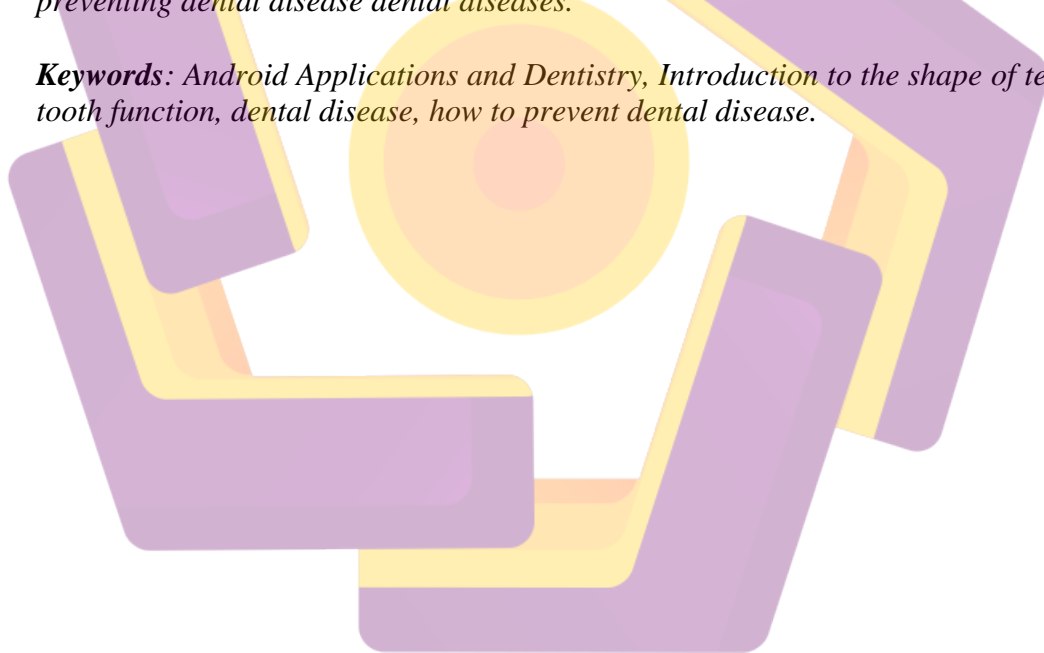 preventing dental disease dental diseases.
Keywords: Android Applications and Dentistry, Introduction to the shape of
tooth function, dental disease, how to prevent dental disease.